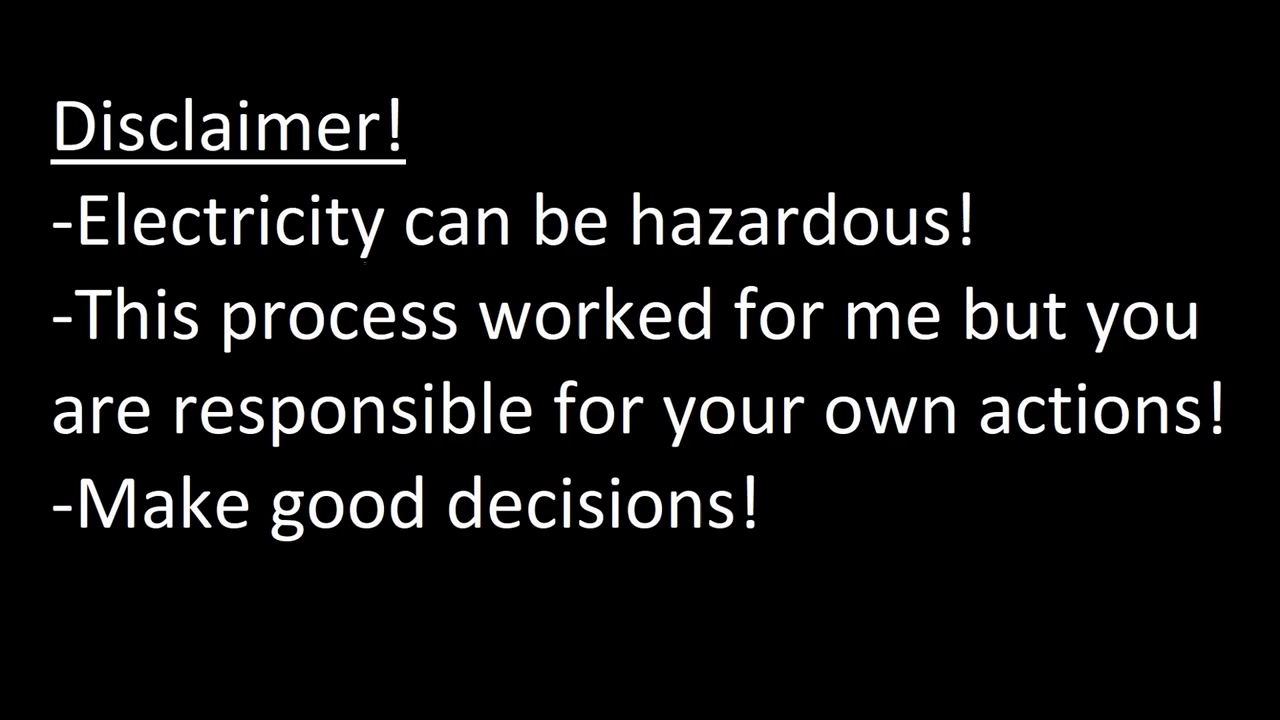 Disclaimer!
-Electricity can be hazardous!
-This process worked for me but you
are responsible for your own actions!
-Make good decisions!